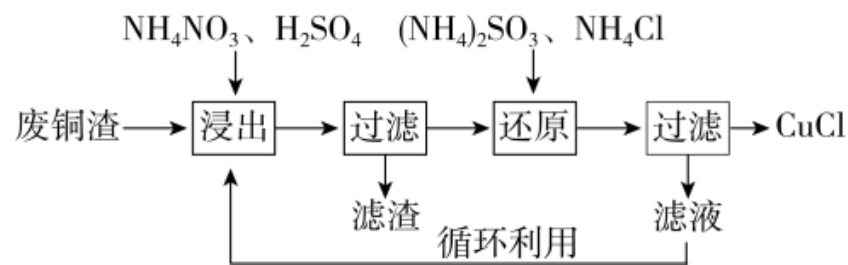 NH₄NO₃、H₂SO₄ (NH₄)₂SO₃、NH₄Cl
废铜渣 浸出 过滤 还原 过滤 CuCl
滤渣 滤液
循环利用